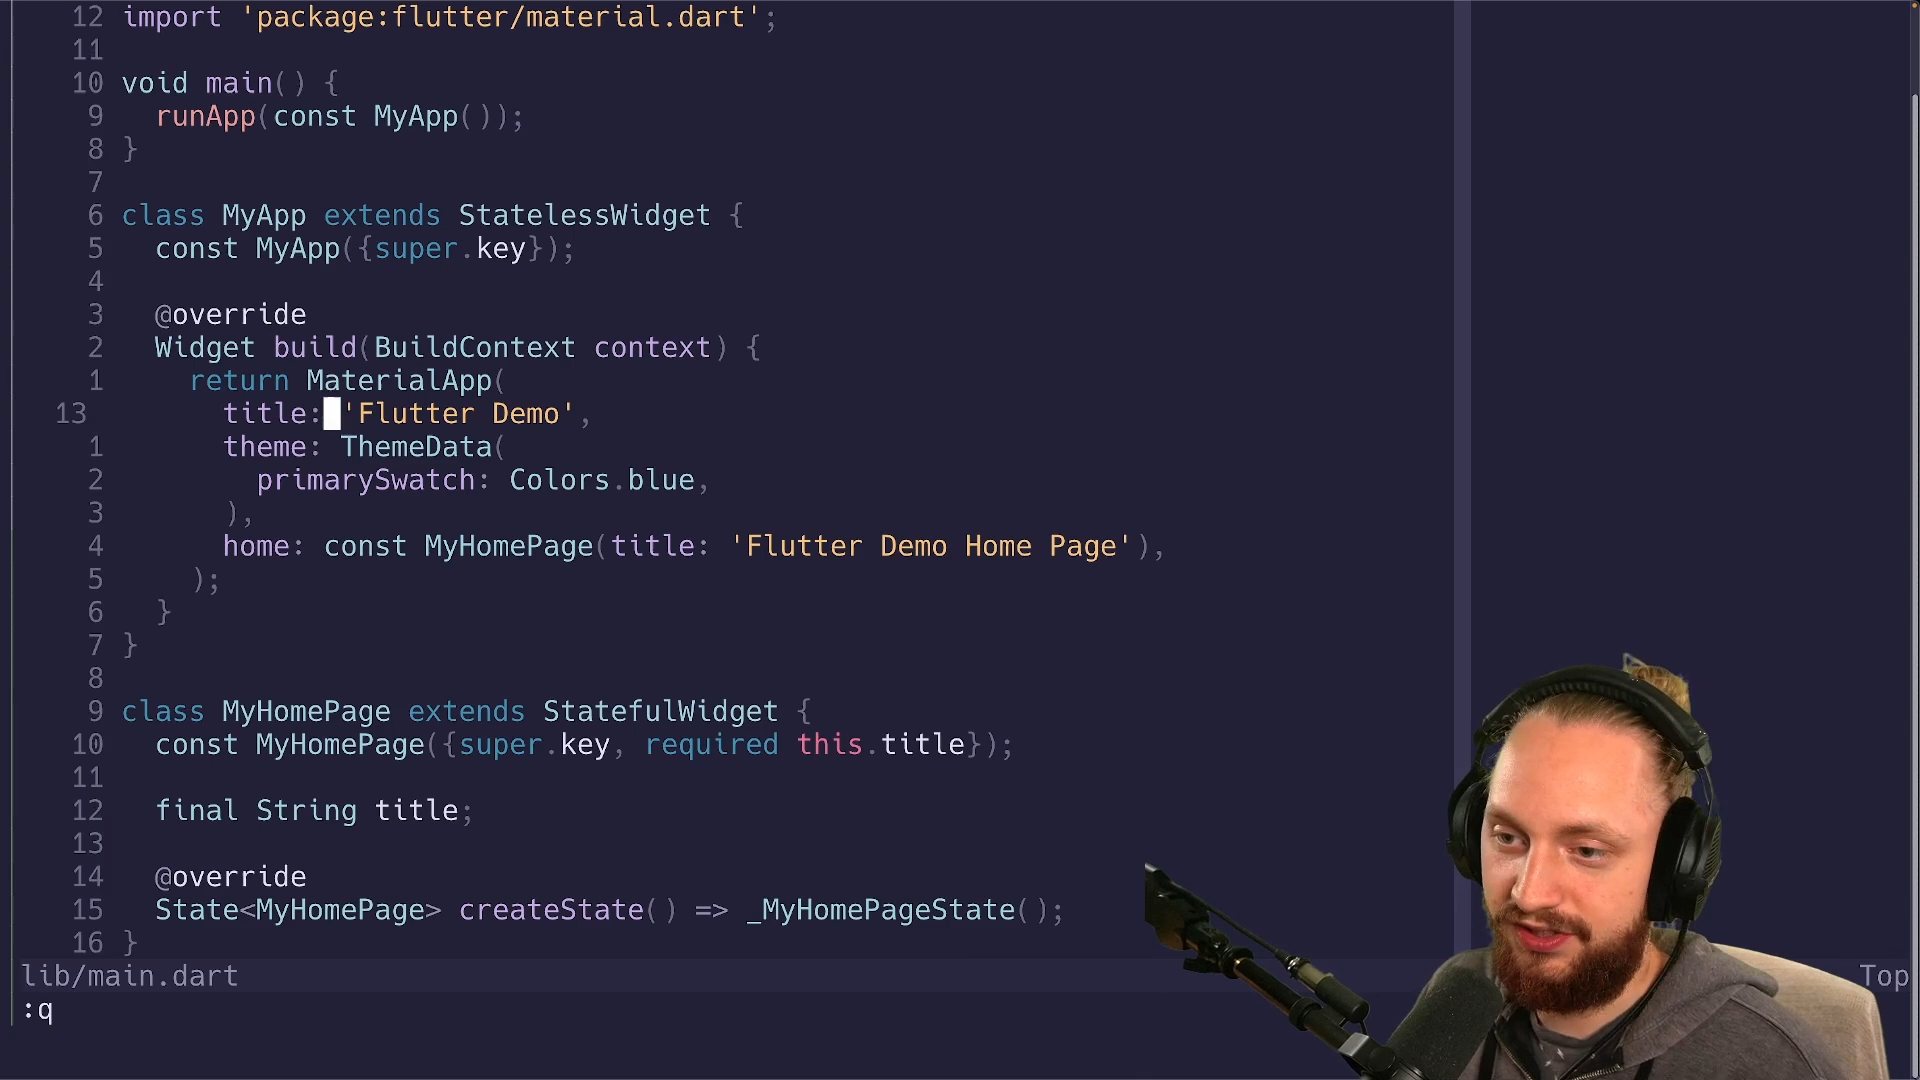 12 import 'package:flutter/material.dart';
11
10 void main() {
9 runApp(const MyApp());
8 }
7
6 class MyApp extends StatelessWidget {
5 const MyApp({super.key});
4
3 @override
2 Widget build(BuildContext context) {
1 return MaterialApp(
13 title: 'Flutter Demo',
1 theme: ThemeData(
2 primarySwatch: Colors.blue,
3 ),
4 home: const MyHomePage(title: 'Flutter Demo Home Page'),
5 );
6 }
7 }
8
9 class MyHomePage extends StatefulWidget {
10 const MyHomePage({super.key, required this.title});
11
12 final String title;
13
14 @override
15 State<MyHomePage> createState() => _MyHomePageState();
16 }
lib/main.dart Top
:q